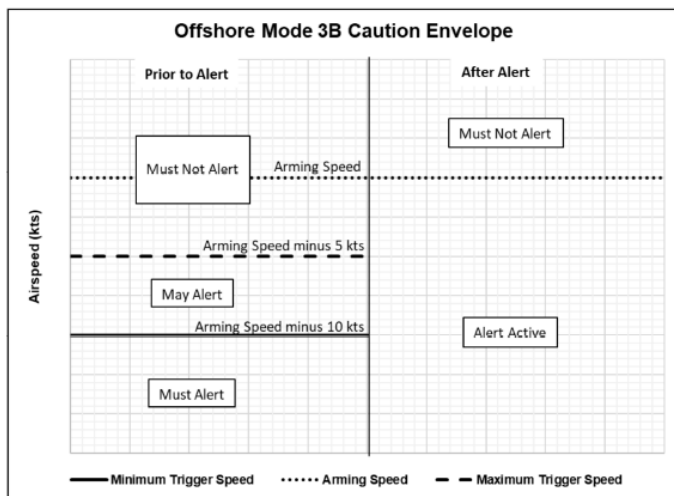 Offshore Mode 3B Caution Envelope
Prior to Alert
After Alert
Must Not Alert
Must Not Alert
Arming Speed
Arming Speed minus 5 kts
May Alert
Arming Speed minus 10 kts
Alert Active
Must Alert
Airspeed (kts)
Minimum Trigger Speed
Arming Speed
Maximum Trigger Speed